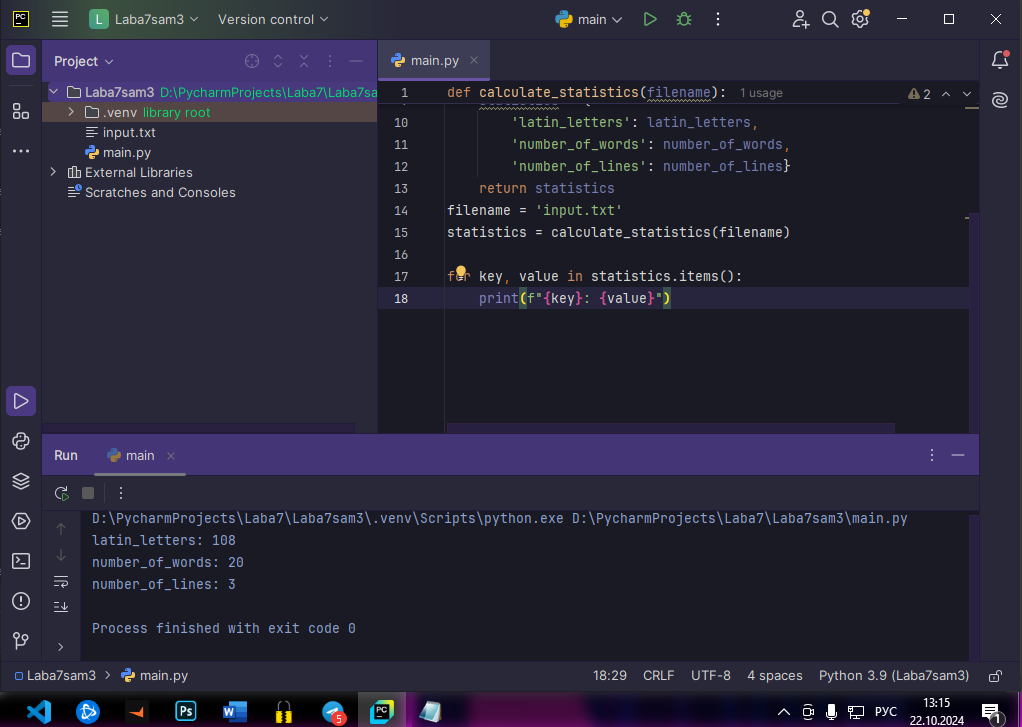 PC
L Laba7sam3
Version control
main
Project
main.py
Laba7sam3 D:\PycharmProjects\Laba7\Laba7sa
.venv library root
input.txt
main.py
External Libraries
Scratches and Consoles
1 def calculate_statistics(filename): 1 usage
2
10 'latin_letters': latin_letters,
11 'number_of_words': number_of_words,
12 'number_of_lines': number_of_lines}
13 return statistics
14 filename = 'input.txt'
15 statistics = calculate_statistics(filename)
16
17 for key, value in statistics.items():
18 print(f"{key}: {value}")
Run
main
D:\PycharmProjects\Laba7\Laba7sam3\.venv\Scripts\python.exe D:\PycharmProjects\Laba7\Laba7sam3\main.py
latin_letters: 108
number_of_words: 20
number_of_lines: 3
Process finished with exit code 0
Laba7sam3 > main.py
18:29 CRLF UTF-8 4 spaces Python 3.9 (Laba7sam3)
Ps
W
5
PC
РУС
13:15
22.10.2024
1